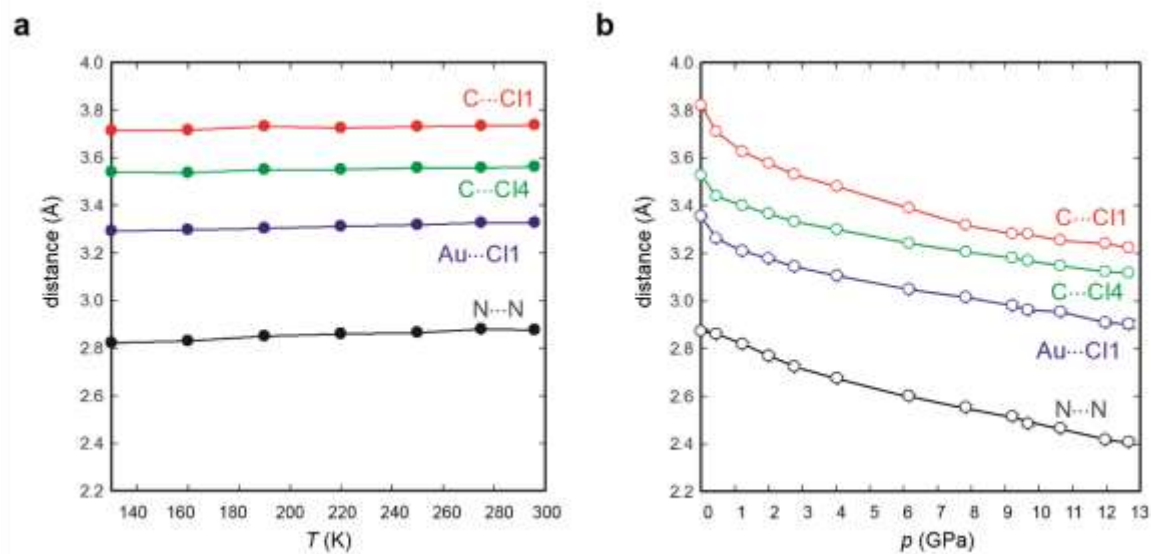 a
4.0
3.8
3.6
3.4
3.2
3.0
2.8
2.6
2.4
2.2
distance (Å)
C···Cl1
C···Cl4
Au···Cl1
N···N
140 160 180 200 220 240 260 280 300
T (K)
b
4.0
3.8
3.6
3.4
3.2
3.0
2.8
2.6
2.4
2.2
distance (Å)
C···Cl1
C···Cl4
Au···Cl1
N···N
0 1 2 3 4 5 6 7 8 9 10 11 12 13
p (GPa)